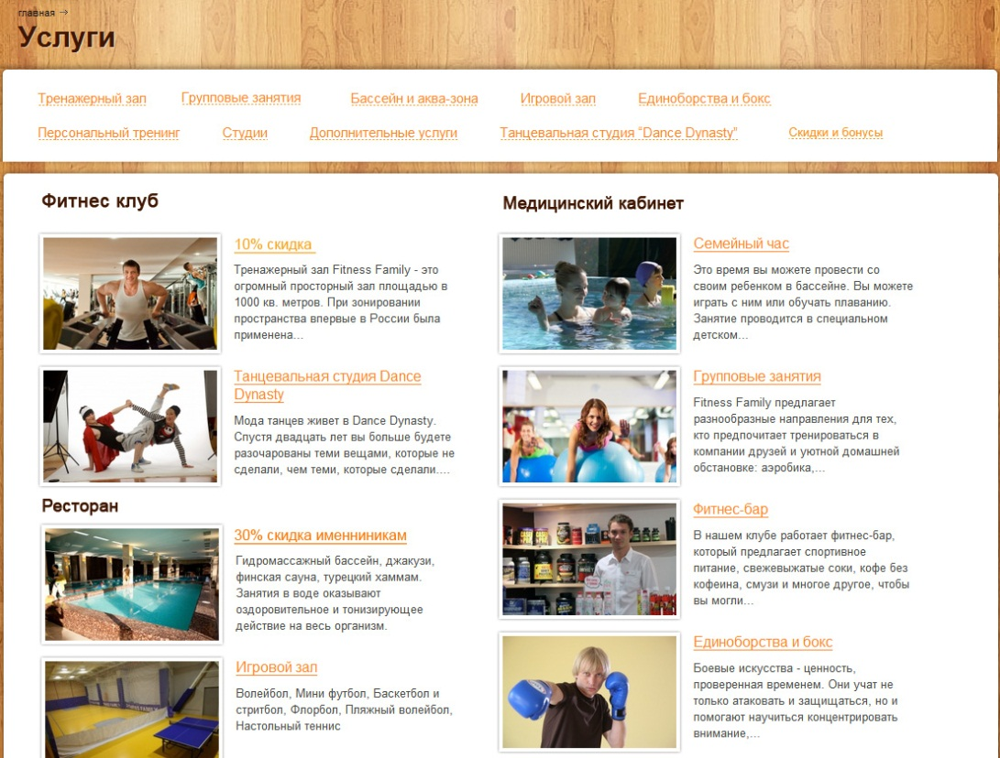 главная →
Услуги
Тренажерный зал
Групповые занятия
Бассейн и аква-зона
Игровой зал
Единоборства и бокс
Персональный тренинг
Студии
Дополнительные услуги
Танцевальная студия “Dance Dynasty”
Скидки и бонусы
Фитнес клуб
10% скидка
Тренажерный зал Fitness Family - это
огромный просторный зал площадью в
1000 кв. метров. При зонировании
пространства впервые в России была
применена...
Танцевальная студия Dance
Dynasty
Мода танцев живет в Dance Dynasty.
Спустя двадцать лет вы больше будете
разочарованы теми вещами, которые не
сделали, чем теми, которые сделали....
Ресторан
30% скидка именниникам
Гидромассажный бассейн, джакузи,
финская сауна, турецкий хаммам.
Занятия в воде оказывают
оздоровительное и тонизирующее
действие на весь организм.
Игровой зал
Волейбол, Мини футбол, Баскетбол и
стритбол, Флорбол, Пляжный волейбол,
Настольный теннис
Медицинский кабинет
Семейный час
Это время вы можете провести со
своим ребенком в бассейне. Вы можете
играть с ним или обучать плаванию.
Занятие проводится в специальном
детском...
Групповые занятия
Fitness Family предлагает
разнообразные направления для тех,
кто предпочитает тренироваться в
компании друзей и уютной домашней
обстановке: аэробика,...
Фитнес-бар
В нашем клубе работает фитнес-бар,
который предлагает спортивное
питание, свежевыжатые соки, кофе без
кофеина, смузи и многое другое, чтобы
вы могли...
Единоборства и бокс
Боевые искусства - ценность,
проверенная временем. Они учат не
только атаковать и защищаться, но и
помогают научиться концентрировать
внимание,...